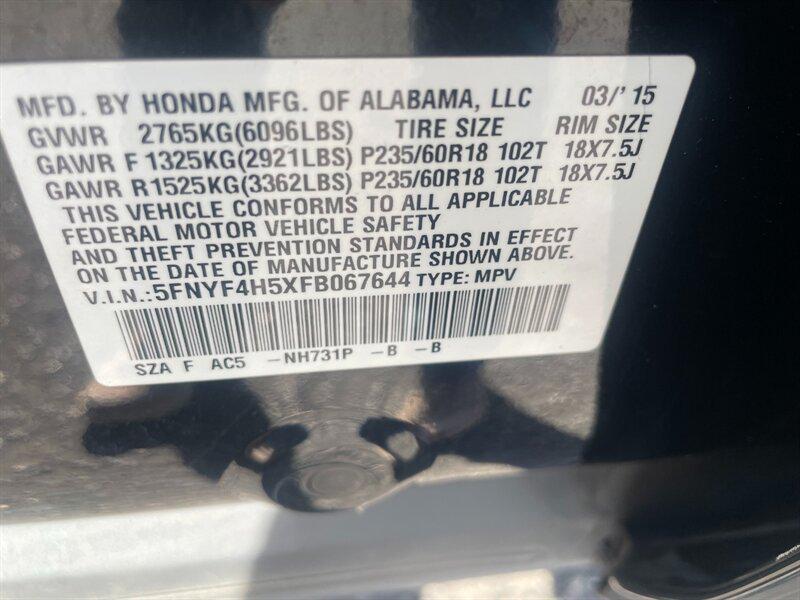 MFD. BY HONDA MFG. OF ALABAMA, LLC 03/'15
GVWR 2765KG(6096LBS) TIRE SIZE RIM SIZE
GAWR F 1325KG(2921LBS) P235/60R18 102T 18X7.5J
GAWR R1525KG(3362LBS) P235/60R18 102T 18X7.5J
THIS VEHICLE CONFORMS TO ALL APPLICABLE
FEDERAL MOTOR VEHICLE SAFETY
AND THEFT PREVENTION STANDARDS IN EFFECT
ON THE DATE OF MANUFACTURE SHOWN ABOVE.
V.I.N.:5FNYF4H5XFB067644 TYPE: MPV
SZA F AC5 -NH731P -B -B